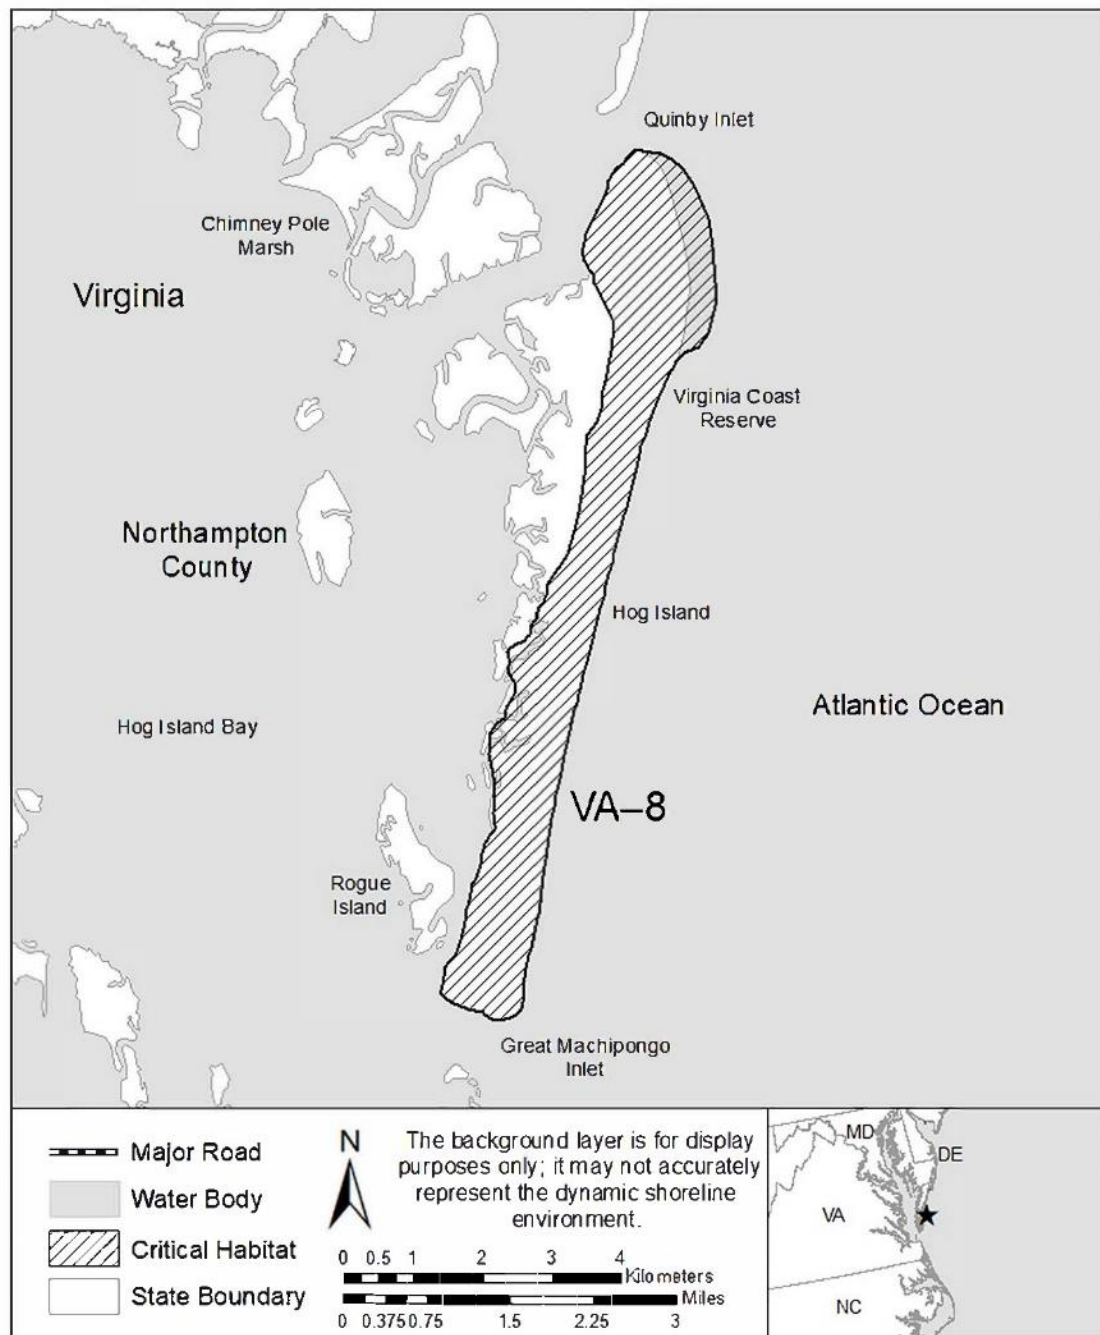 Quinby Inlet
Chimney Pole
Marsh
Virginia
Virginia Coast
Reserve
Northampton
County
Hog Island
Hog Island Bay
Atlantic Ocean
VA–8
Rogue
Island
Great Machipongo
Inlet
Major Road
Water Body
Critical Habitat
State Boundary
N
The background layer is for display
purposes only; it may not accurately
represent the dynamic shoreline
environment.
0 0.5 1 2 3 4
Kilometers
Miles
0 0.375 0.75 1.5 2.25 3
MD
DE
VA
NC